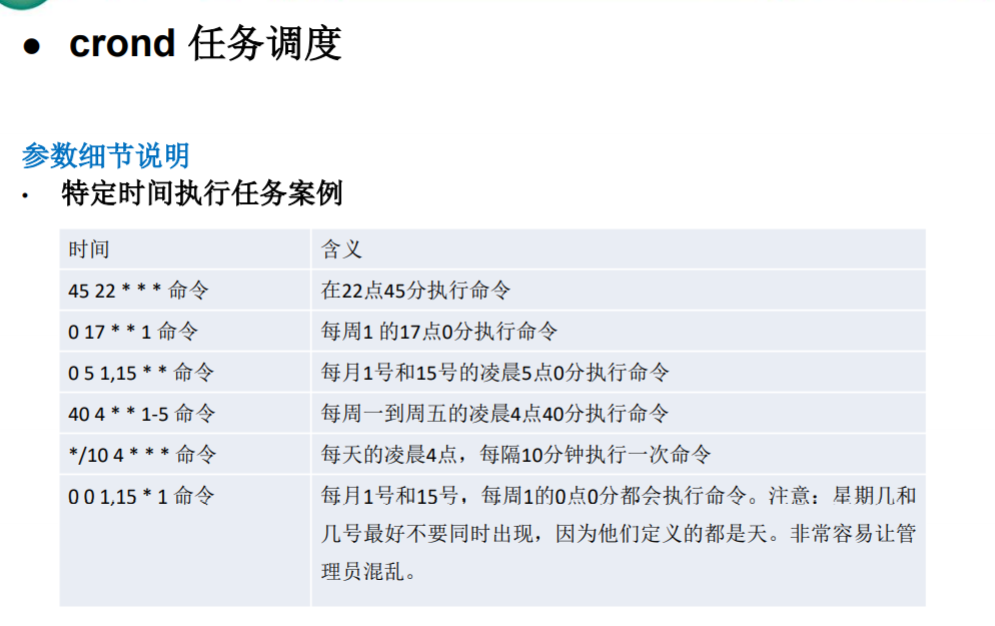 ● crond 任务调度
参数细节说明
· 特定时间执行任务案例
时间 含义
45 22 * * * 命令 在22点45分执行命令
0 17 * * 1 命令 每周1 的17点0分执行命令
0 5 1,15 * * 命令 每月1号和15号的凌晨5点0分执行命令
40 4 * * 1-5 命令 每周一到周五的凌晨4点40分执行命令
*/10 4 * * * 命令 每天的凌晨4点，每隔10分钟执行一次命令
0 0 1,15 * 1 命令 每月1号和15号，每周1的0点0分都会执行命令。注意：星期几和
几号最好不要同时出现，因为他们定义的都是天。非常容易让管
理员混乱。